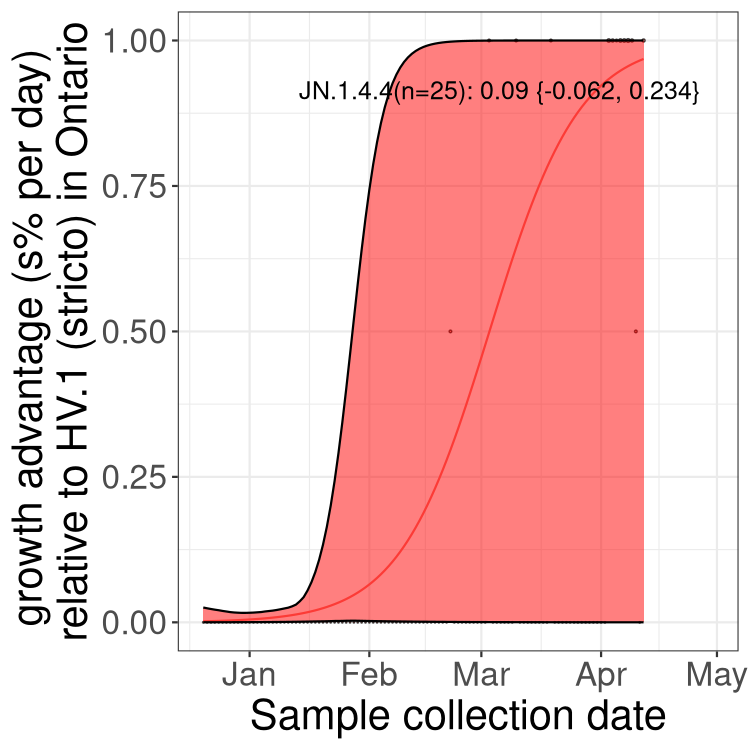 growth advantage (s% per day)
relative to HV.1 (stricto) in Ontario
1.00
0.75
0.50
0.25
0.00
JN.1.4.4(n=25): 0.09 {-0.062, 0.234}
Jan Feb Mar Apr May
Sample collection date